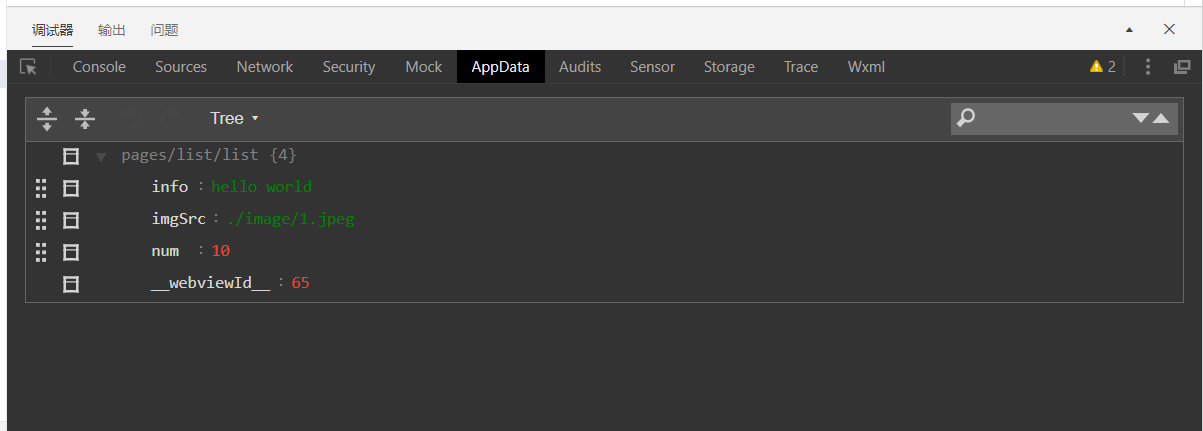 调试器 输出 问题
Console Sources Network Security Mock AppData Audits Sensor Storage Trace Wxml 2
Tree
pages/list/list {4}
info : hello world
imgSrc : ./image/1.jpeg
num : 10
__webviewId__ : 65